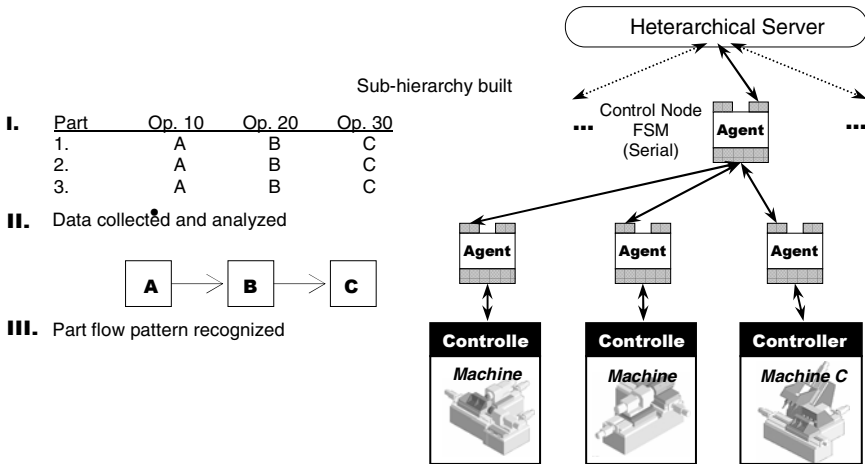 Heterarchical Server
Sub-hierarchy built
I. Part Op. 10 Op. 20 Op. 30
1. A B C
2. A B C
3. A B C
II. Data collected and analyzed
A B C
III. Part flow pattern recognized
...
Control Node
FSM
(Serial)
Agent
...
Agent Agent Agent
Controlle Controlle Controller
Machine Machine Machine C